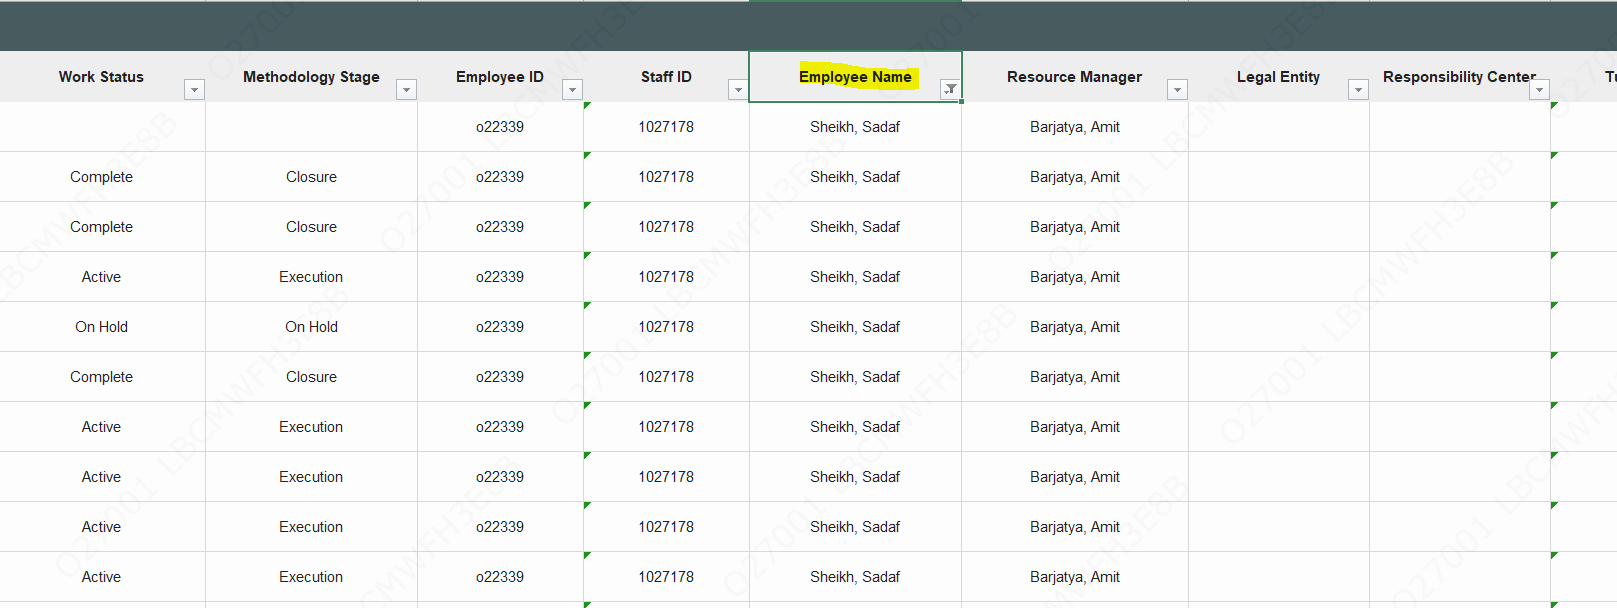 Work Status Methodology Stage Employee ID Staff ID Employee Name Resource Manager Legal Entity Responsibility Center
o22339 1027178 Sheikh, Sadaf Barjatya, Amit
Complete Closure o22339 1027178 Sheikh, Sadaf Barjatya, Amit
Complete Closure o22339 1027178 Sheikh, Sadaf Barjatya, Amit
Active Execution o22339 1027178 Sheikh, Sadaf Barjatya, Amit
On Hold On Hold o22339 1027178 Sheikh, Sadaf Barjatya, Amit
Complete Closure o22339 1027178 Sheikh, Sadaf Barjatya, Amit
Active Execution o22339 1027178 Sheikh, Sadaf Barjatya, Amit
Active Execution o22339 1027178 Sheikh, Sadaf Barjatya, Amit
Active Execution o22339 1027178 Sheikh, Sadaf Barjatya, Amit
Active Execution o22339 1027178 Sheikh, Sadaf Barjatya, Amit